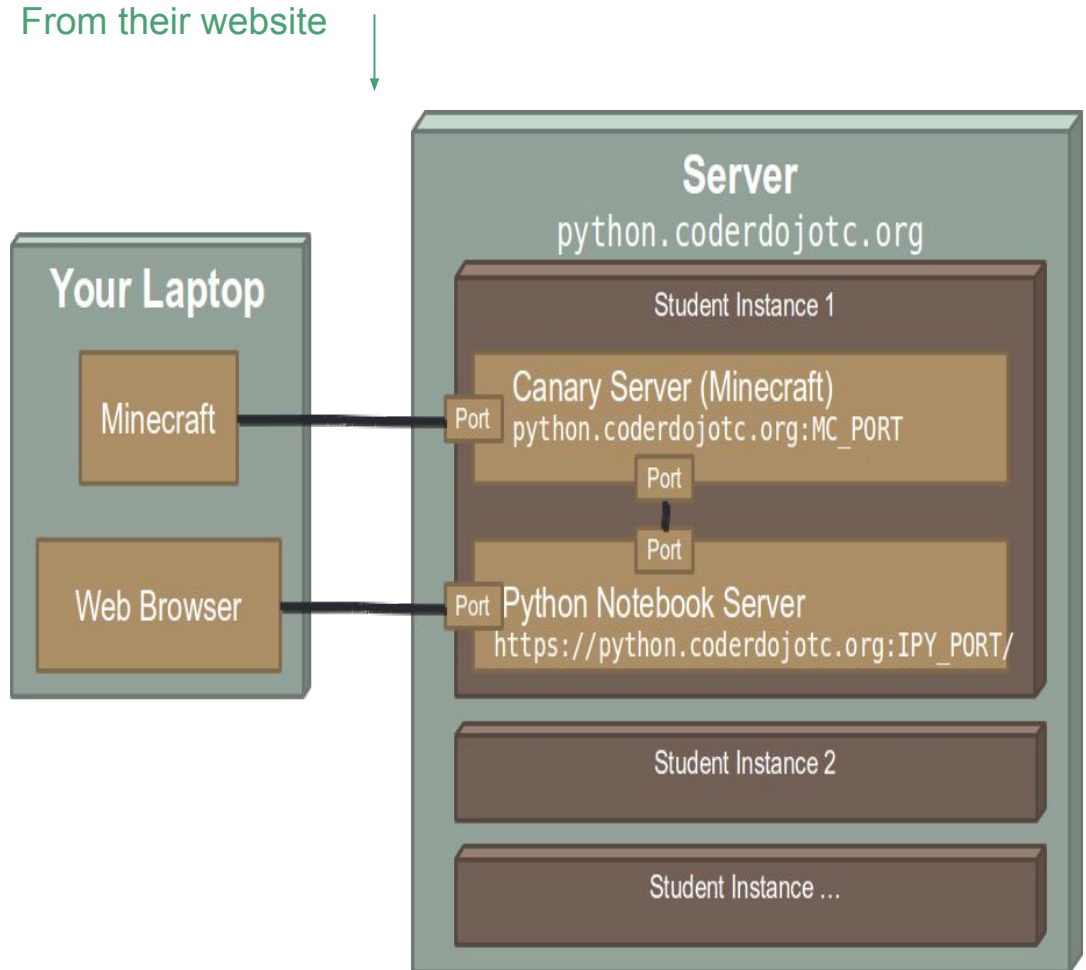 From their website
Server
python.coderdojotc.org
Your Laptop
Minecraft
Web Browser
Student Instance 1
Port
Canary Server (Minecraft)
python.coderdojotc.org:MC_PORT
Port
Port
Port
Python Notebook Server
https://python.coderdojotc.org:IPY_PORT/
Student Instance 2
Student Instance ...